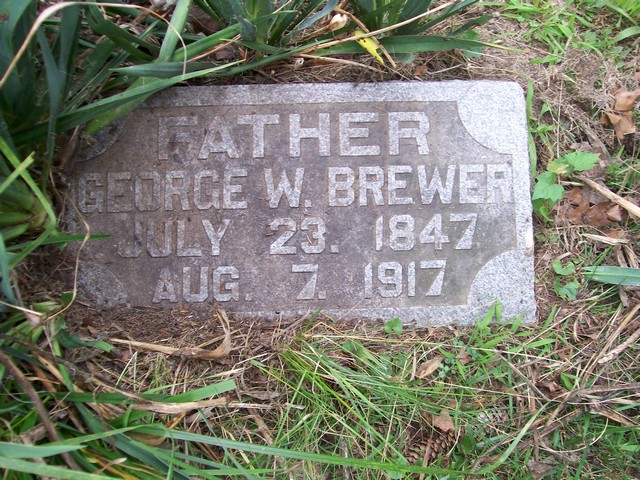 FATHER
GEORGE W. BREWER
JULY 23. 1847
AUG. 7. 1917